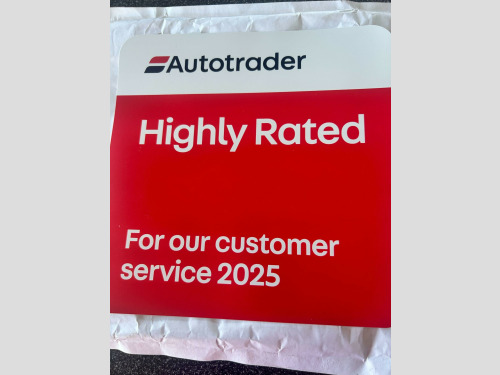 Autotrader
Highly Rated
For our customer
service 2025